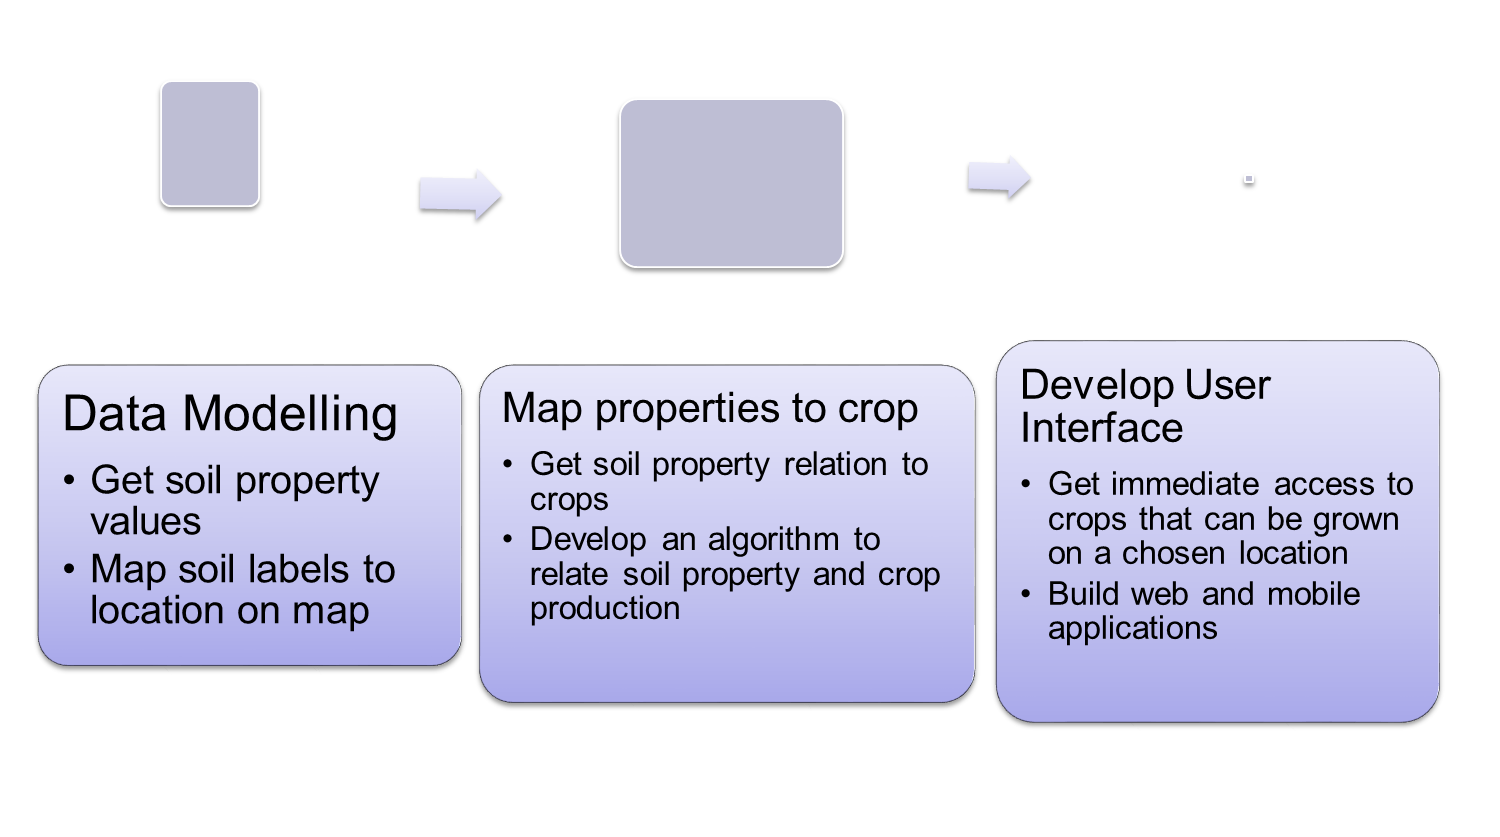 Data Modelling
• Get soil property
values
• Map soil labels to
location on map
Map properties to crop
• Get soil property relation to
crops
• Develop an algorithm to
relate soil property and crop
production
Develop User
Interface
• Get immediate access to
crops that can be grown
on a chosen location
• Build web and mobile
applications